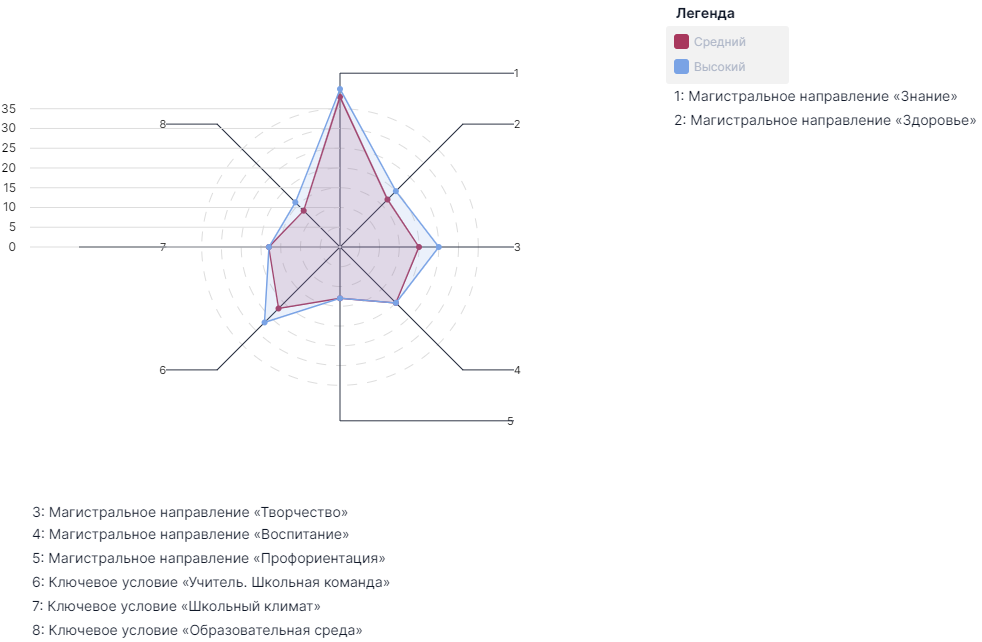 Легенда
Средний
Высокий
1: Магистральное направление «Знание»
2: Магистральное направление «Здоровье»
1
2
3
4
5
6
7
8
35
30
25
20
15
10
5
0
3: Магистральное направление «Творчество»
4: Магистральное направление «Воспитание»
5: Магистральное направление «Профориентация»
6: Ключевое условие «Учитель. Школьная команда»
7: Ключевое условие «Школьный климат»
8: Ключевое условие «Образовательная среда»